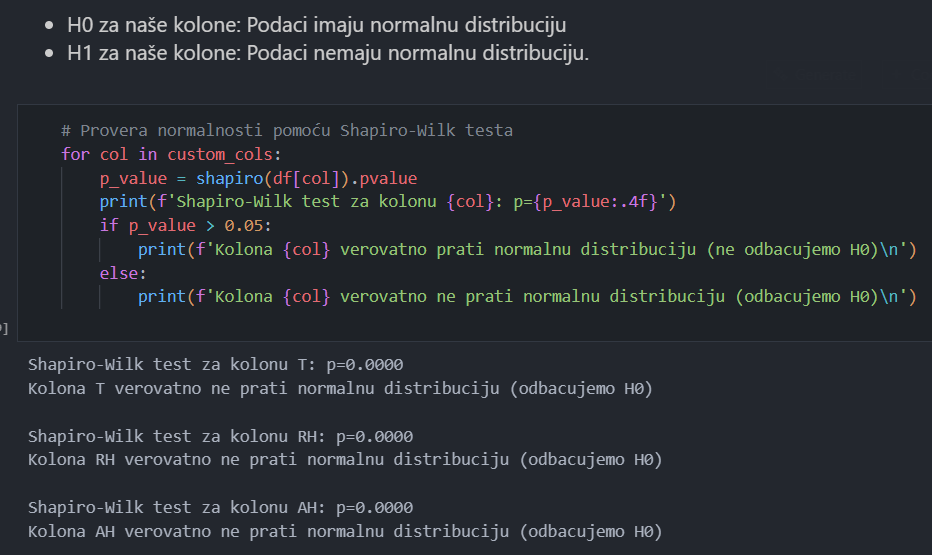 • H0 za naše kolone: Podaci imaju normalnu distribuciju
• H1 za naše kolone: Podaci nemaju normalnu distribuciju.
# Provera normalnosti pomoću Shapiro-Wilk testa
for col in custom_cols:
    p_value = shapiro(df[col]).pvalue
    print(f'Shapiro-Wilk test za kolonu {col}: p={p_value:.4f}')
    if p_value > 0.05:
        print(f'Kolona {col} verovatno prati normalnu distribuciju (ne odbacujemo H0)\n')
    else:
        print(f'Kolona {col} verovatno ne prati normalnu distribuciju (odbacujemo H0)\n')
]
Shapiro-Wilk test za kolonu T: p=0.0000
Kolona T verovatno ne prati normalnu distribuciju (odbacujemo H0)
Shapiro-Wilk test za kolonu RH: p=0.0000
Kolona RH verovatno ne prati normalnu distribuciju (odbacujemo H0)
Shapiro-Wilk test za kolonu AH: p=0.0000
Kolona AH verovatno ne prati normalnu distribuciju (odbacujemo H0)